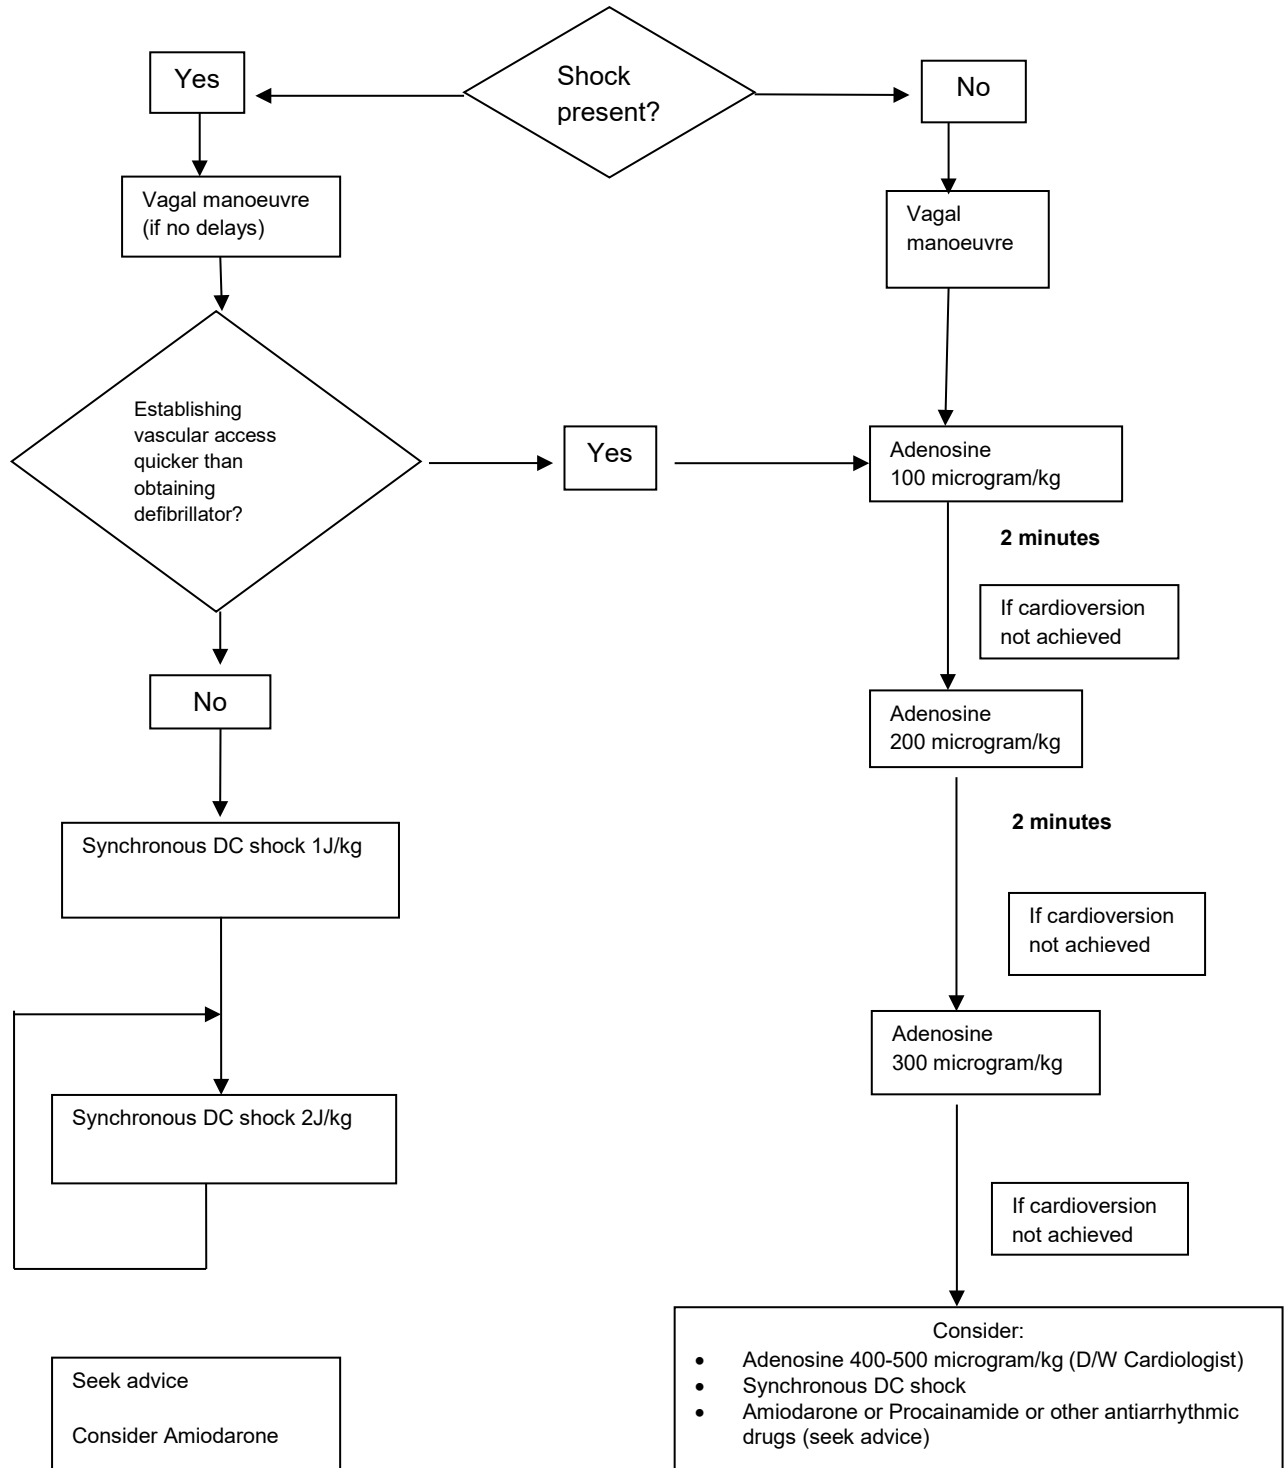 Shock
present?
Yes
No
Vagal manoeuvre
(if no delays)
Vagal
manoeuvre
Establishing
vascular access
quicker than
obtaining
defibrillator?
Yes
Adenosine
100 microgram/kg
2 minutes
If cardioversion
not achieved
No
Adenosine
200 microgram/kg
2 minutes
Synchronous DC shock 1J/kg
If cardioversion
not achieved
Adenosine
300 microgram/kg
Synchronous DC shock 2J/kg
If cardioversion
not achieved
Seek advice
Consider Amiodarone
Consider:
• Adenosine 400-500 microgram/kg (D/W Cardiologist)
• Synchronous DC shock
• Amiodarone or Procainamide or other antiarrhythmic
drugs (seek advice)